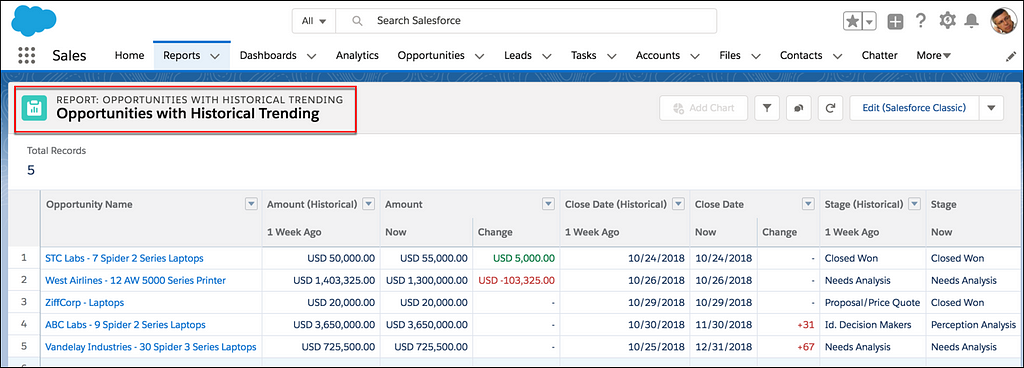 All
Search Salesforce
Sales
Home
Reports
Dashboards
Analytics
Opportunities
Leads
Tasks
Accounts
Files
Contacts
Chatter
More
REPORT: OPPORTUNITIES WITH HISTORICAL TRENDING
Opportunities with Historical Trending
Add Chart
Edit (Salesforce Classic)
Total Records
5
Opportunity Name Amount (Historical) Amount Close Date (Historical) Close Date Stage (Historical) Stage
1 Week Ago Now Change 1 Week Ago Now Change 1 Week Ago Now
1 STC Labs - 7 Spider 2 Series Laptops USD 50,000.00 USD 55,000.00 USD 5,000.00 10/24/2018 10/24/2018 - Closed Won Closed Won
2 West Airlines - 12 AW 5000 Series Printer USD 1,403,325.00 USD 1,300,000.00 USD -103,325.00 10/26/2018 10/26/2018 - Needs Analysis Needs Analysis
3 ZiffCorp - Laptops USD 20,000.00 USD 20,000.00 - 10/29/2018 10/29/2018 - Proposal/Price Quote Closed Won
4 ABC Labs - 9 Spider 2 Series Laptops USD 3,650,000.00 USD 3,650,000.00 - 10/30/2018 11/30/2018 +31 Id. Decision Makers Perception Analysis
5 Vandelay Industries - 30 Spider 3 Series Laptops USD 725,500.00 USD 725,500.00 - 10/25/2018 12/31/2018 +67 Needs Analysis Needs Analysis